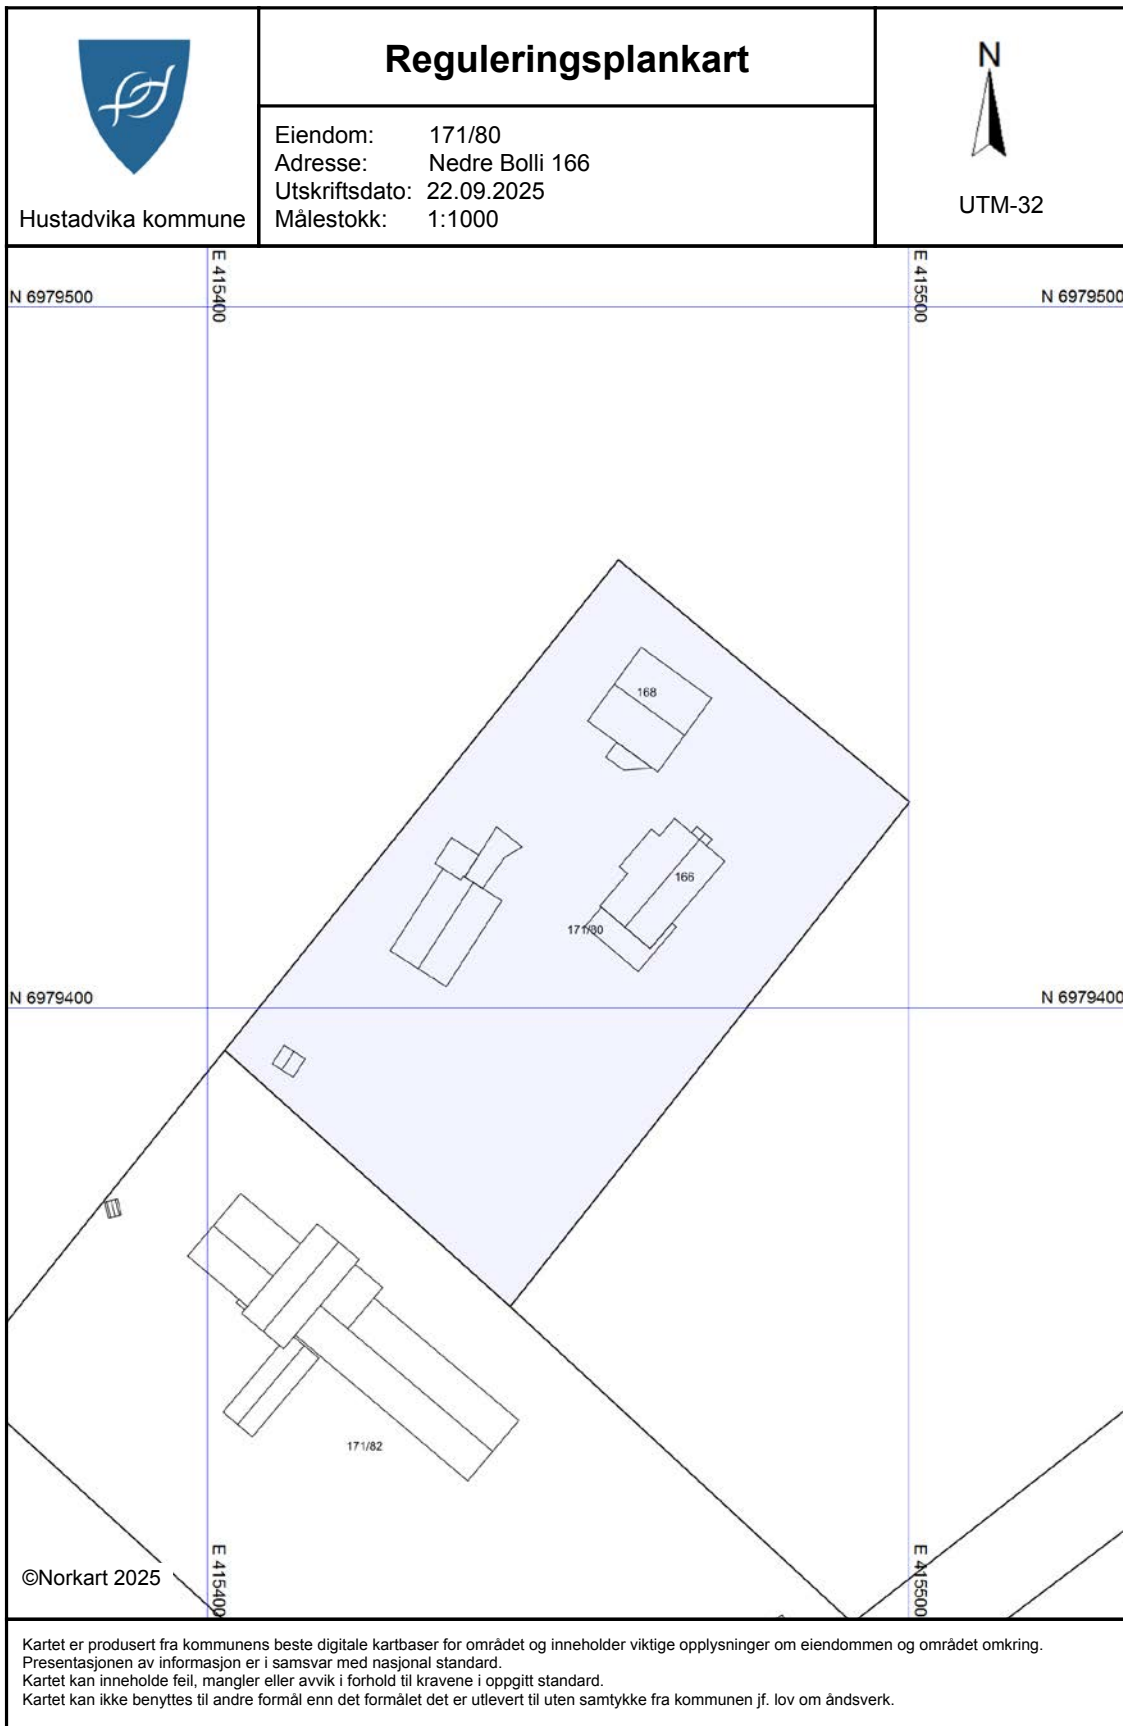 Hustadvika kommune
Reguleringsplankart
Eiendom: 171/80
Adresse: Nedre Bolli 166
Utskriftsdato: 22.09.2025
Målestokk: 1:1000
N
UTM-32
E 415400
E 415500
N 6979500
N 6979500
168
166
171/80
N 6979400
N 6979400
171/82
E 415400
E 415500
©Norkart 2025
Kartet er produsert fra kommunens beste digitale kartbaser for området og inneholder viktige opplysninger om eiendommen og området omkring.
Presentasjonen av informasjon er i samsvar med nasjonal standard.
Kartet kan inneholde feil, mangler eller avvik i forhold til kravene i oppgitt standard.
Kartet kan ikke benyttes til andre formål enn det formålet det er utlevert til uten samtykke fra kommunen jf. lov om åndsverk.